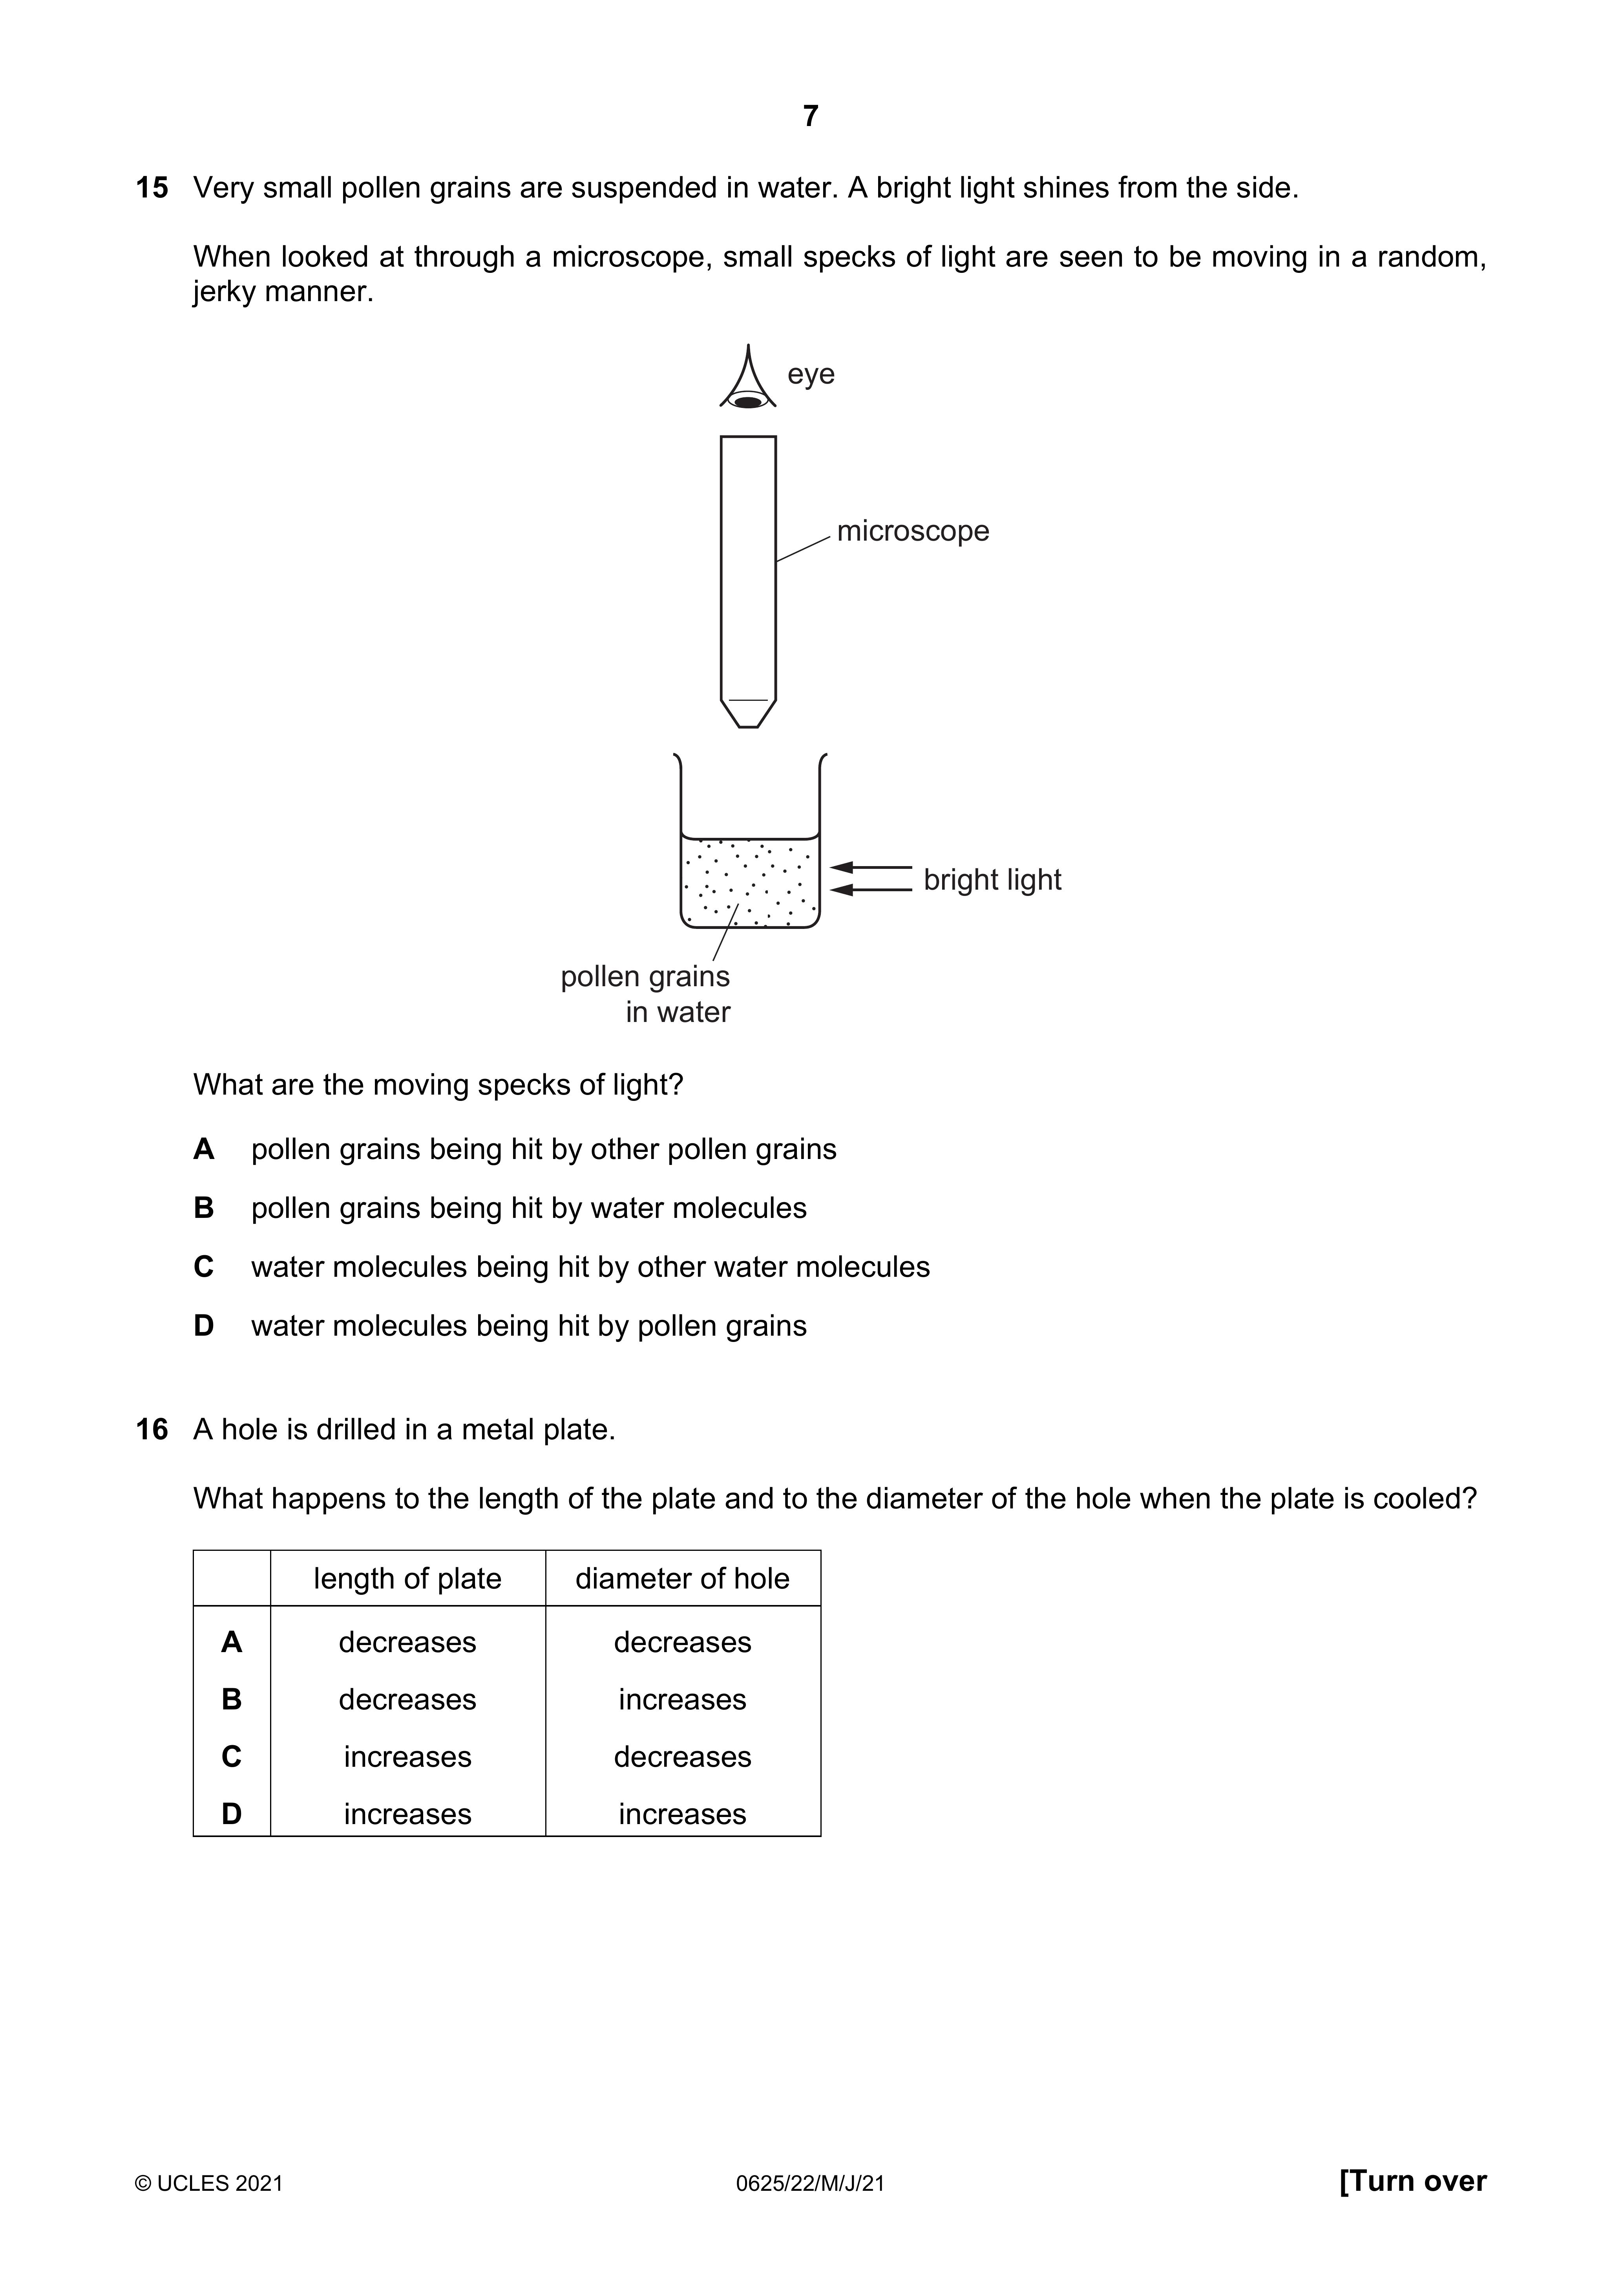 7
15 Very small pollen grains are suspended in water. A bright light shines from the side.
When looked at through a microscope, small specks of light are seen to be moving in a random,
jerky manner.
eye
microscope
bright light
pollen grains
in water
What are the moving specks of light?
A pollen grains being hit by other pollen grains
B pollen grains being hit by water molecules
C water molecules being hit by other water molecules
D water molecules being hit by pollen grains
16 A hole is drilled in a metal plate.
What happens to the length of the plate and to the diameter of the hole when the plate is cooled?
length of plate diameter of hole
A decreases decreases
B decreases increases
C increases decreases
D increases increases
© UCLES 2021 0625/22/M/J/21 [Turn over